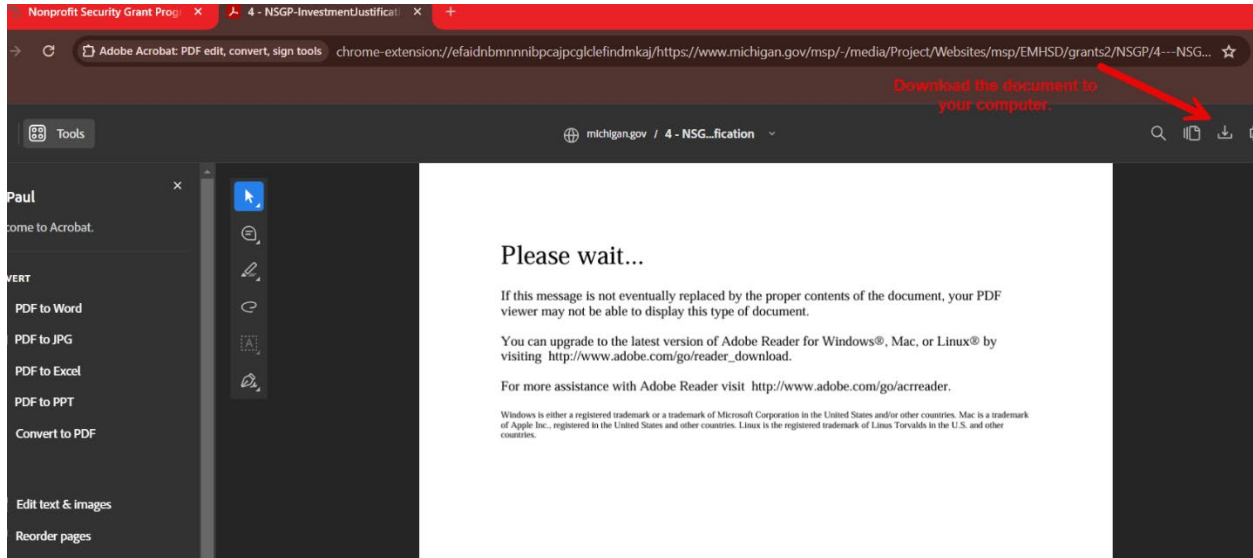 Nonprofit Security Grant Prog
4 - NSGP-InvestmentJustificati
Adobe Acrobat: PDF edit, convert, sign tools chrome-extension://efaidnbmnnnibpcajpcglclefindmkaj/https://www.michigan.gov/msp/-/media/Project/Websites/msp/EMHSD/grants2/NSGP/4---NSG...
Download the document to
your computer.
Tools
michigan.gov / 4 - NSG...fication
Paul
come to Acrobat.
VERT
PDF to Word
PDF to JPG
PDF to Excel
PDF to PPT
Convert to PDF
Edit text & images
Reorder pages
Please wait...
If this message is not eventually replaced by the proper contents of the document, your PDF
viewer may not be able to display this type of document.
You can upgrade to the latest version of Adobe Reader for Windows®, Mac, or Linux® by
visiting http://www.adobe.com/go/reader_download.
For more assistance with Adobe Reader visit http://www.adobe.com/go/acrreader.
Windows is either a registered trademark or a trademark of Microsoft Corporation in the United States and/or other countries. Mac is a trademark
of Apple Inc., registered in the United States and other countries. Linux is the registered trademark of Linus Torvalds in the U.S. and other
countries.